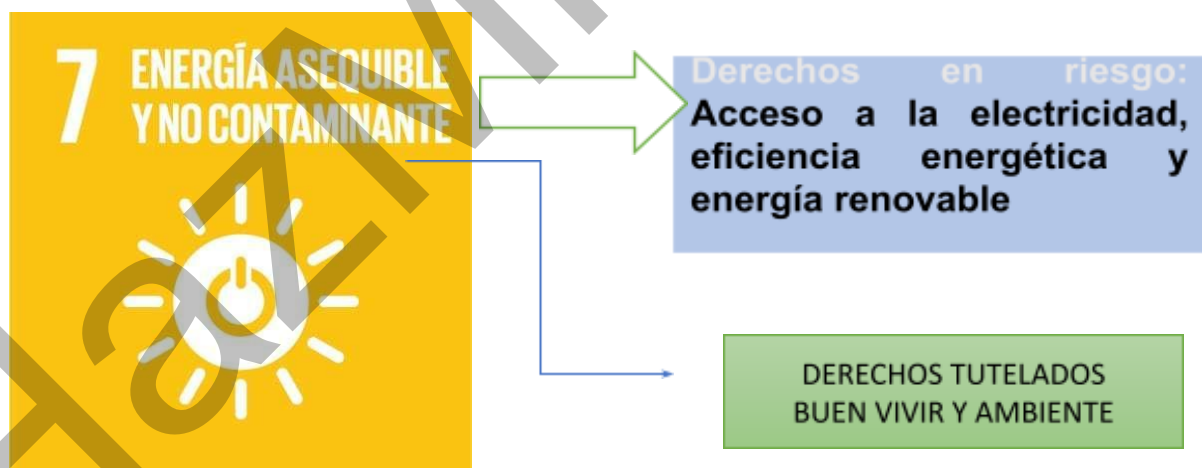 7 ENERGÍA ASEQUIBLE
Y NO CONTAMINANTE
Derechos en riesgo:
Acceso a la electricidad,
eficiencia energética y
energía renovable
DERECHOS TUTELADOS
BUEN VIVIR Y AMBIENTE